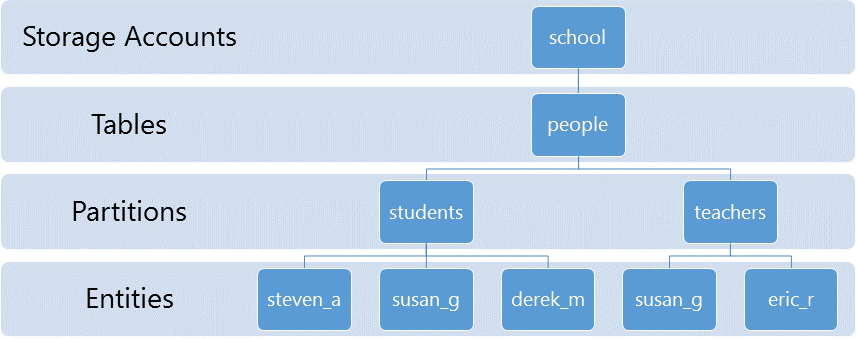 Storage Accounts
school
Tables
people
Partitions
students
teachers
Entities
steven_a
susan_g
derek_m
susan_g
eric_r